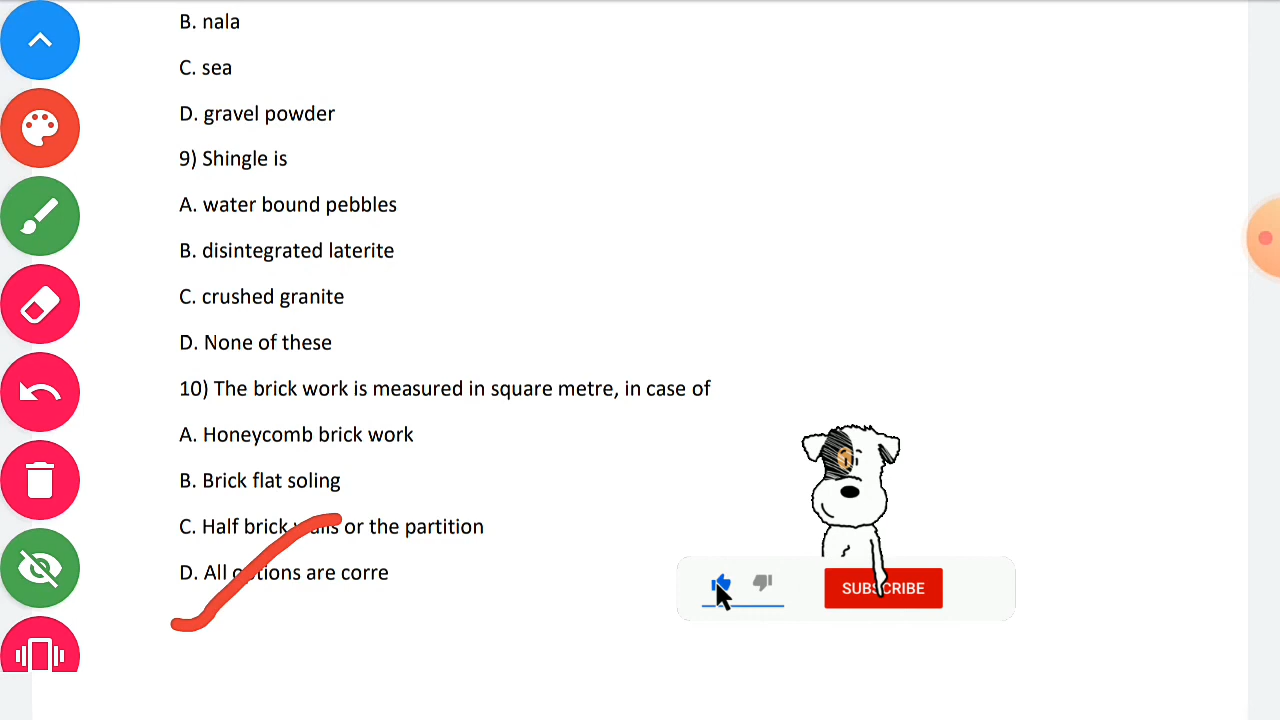 B. nala
C. sea
D. gravel powder
9) Shingle is
A. water bound pebbles
B. disintegrated laterite
C. crushed granite
D. None of these
10) The brick work is measured in square metre, in case of
A. Honeycomb brick work
B. Brick flat soling
C. Half brick walls or the partition
D. All options are corre
SUBSCRIBE